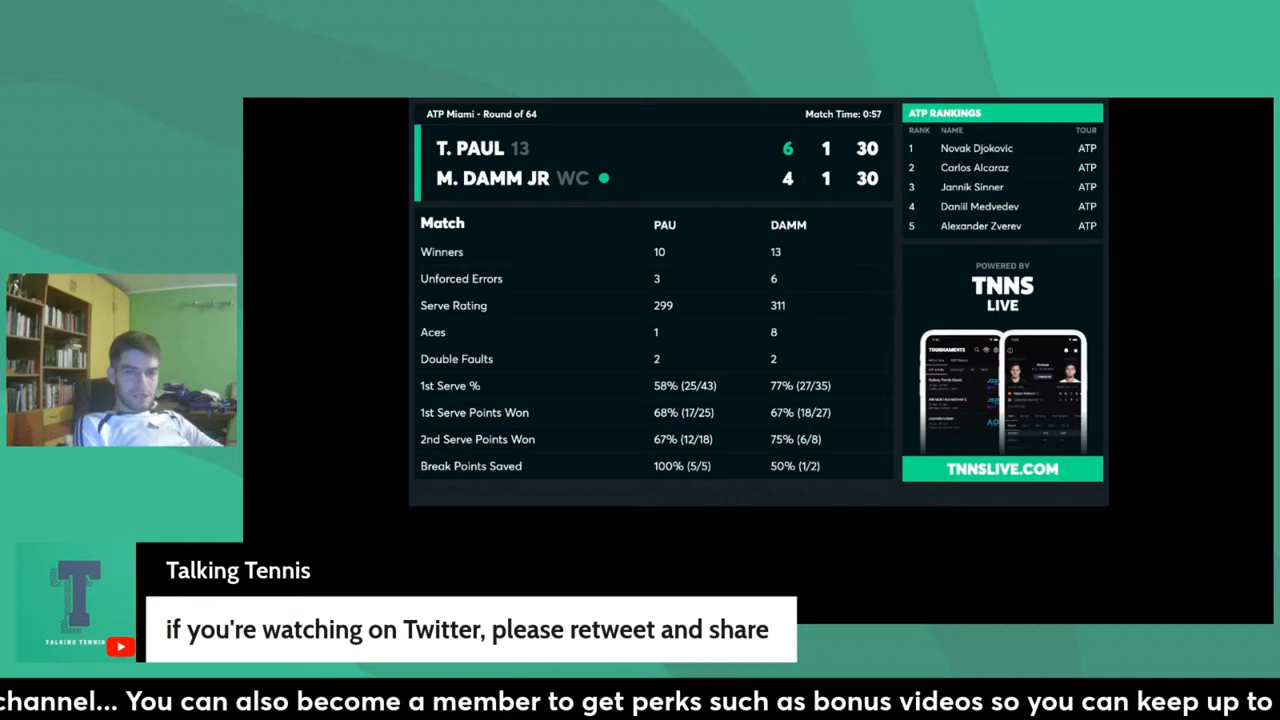 ATP Miami - Round of 64 Match Time: 0:57
T. PAUL 13 6 1 30
M. DAMM JR WC 4 1 30
Match PAU DAMM
Winners 10 13
Unforced Errors 3 6
Serve Rating 299 311
Aces 1 8
Double Faults 2 2
1st Serve % 58% (25/43) 77% (27/35)
1st Serve Points Won 68% (17/25) 67% (18/27)
2nd Serve Points Won 67% (12/18) 75% (6/8)
Break Points Saved 100% (5/5) 50% (1/2)
ATP RANKINGS
RANK NAME TOUR
1 Novak Djokovic ATP
2 Carlos Alcaraz ATP
3 Jannik Sinner ATP
4 Daniil Medvedev ATP
5 Alexander Zverev ATP
POWERED BY
TNNS
LIVE
TOURNAMENTS
TNNSLIVE.COM
T
TALKING TENNIS
Talking Tennis
if you're watching on Twitter, please retweet and share
channel... You can also become a member to get perks such as bonus videos so you can keep up to